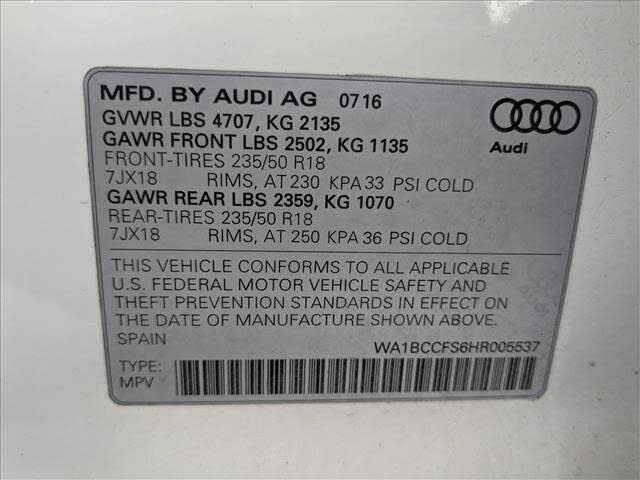 MFD. BY AUDI AG 0716
GVWR LBS 4707, KG 2135
GAWR FRONT LBS 2502, KG 1135
FRONT-TIRES 235/50 R18
7JX18 RIMS, AT 230 KPA 33 PSI COLD
GAWR REAR LBS 2359, KG 1070
REAR-TIRES 235/50 R18
7JX18 RIMS, AT 250 KPA 36 PSI COLD
Audi
THIS VEHICLE CONFORMS TO ALL APPLICABLE
U.S. FEDERAL MOTOR VEHICLE SAFETY AND
THEFT PREVENTION STANDARDS IN EFFECT ON
THE DATE OF MANUFACTURE SHOWN ABOVE.
SPAIN
WA1BCCFS6HR005537
TYPE:
MPV